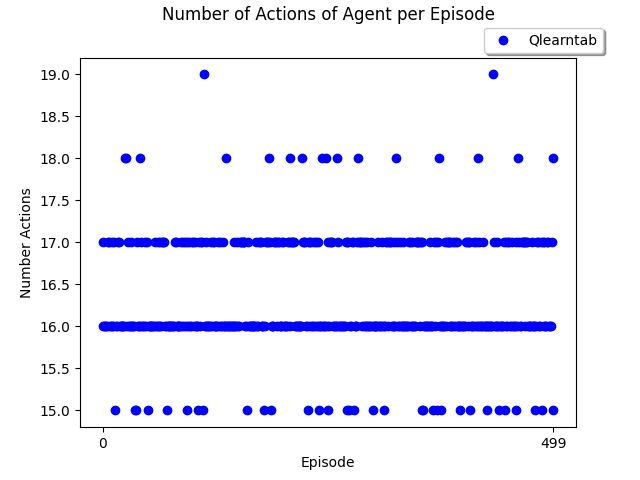 Number of Actions of Agent per Episode
Qlearntab
19.0
18.5
18.0
17.5
17.0
16.5
16.0
15.5
15.0
Number Actions
0 499
Episode